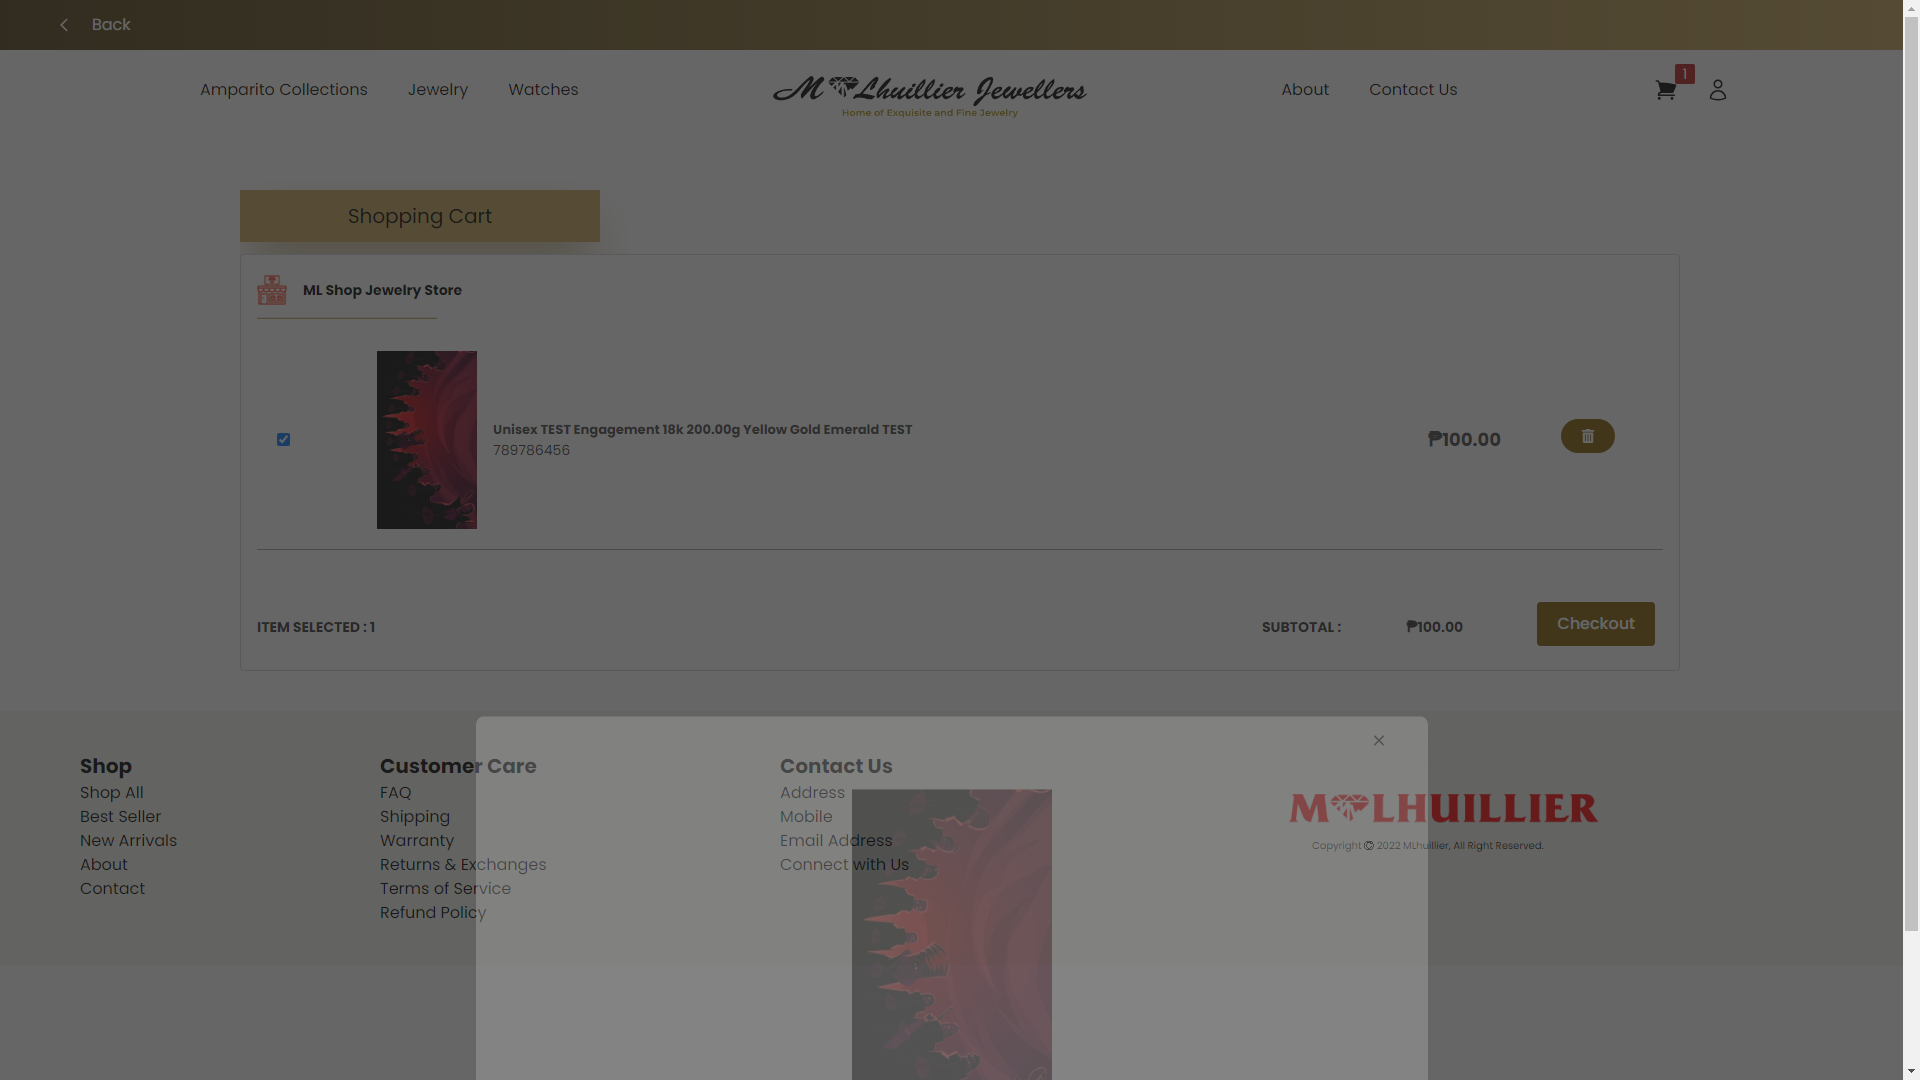 Back
Amparito Collections
Jewelry
Watches
M Lhuillier Jewellers
Home of Exquisite and Fine Jewelry
About
Contact Us
1
Shopping Cart
ML Shop Jewelry Store
Unisex TEST Engagement 18k 200.00g Yellow Gold Emerald TEST
789786456
₱100.00
ITEM SELECTED : 1
SUBTOTAL :
₱100.00
Checkout
Shop
Shop All
Best Seller
New Arrivals
About
Contact
Customer Care
FAQ
Shipping
Warranty
Returns & Exchanges
Terms of Service
Refund Policy
Contact Us
Address
Mobile
Email Address
Connect with Us
M LHUILLIER
Copyright © 2022 MLhuillier, All Right Reserved.